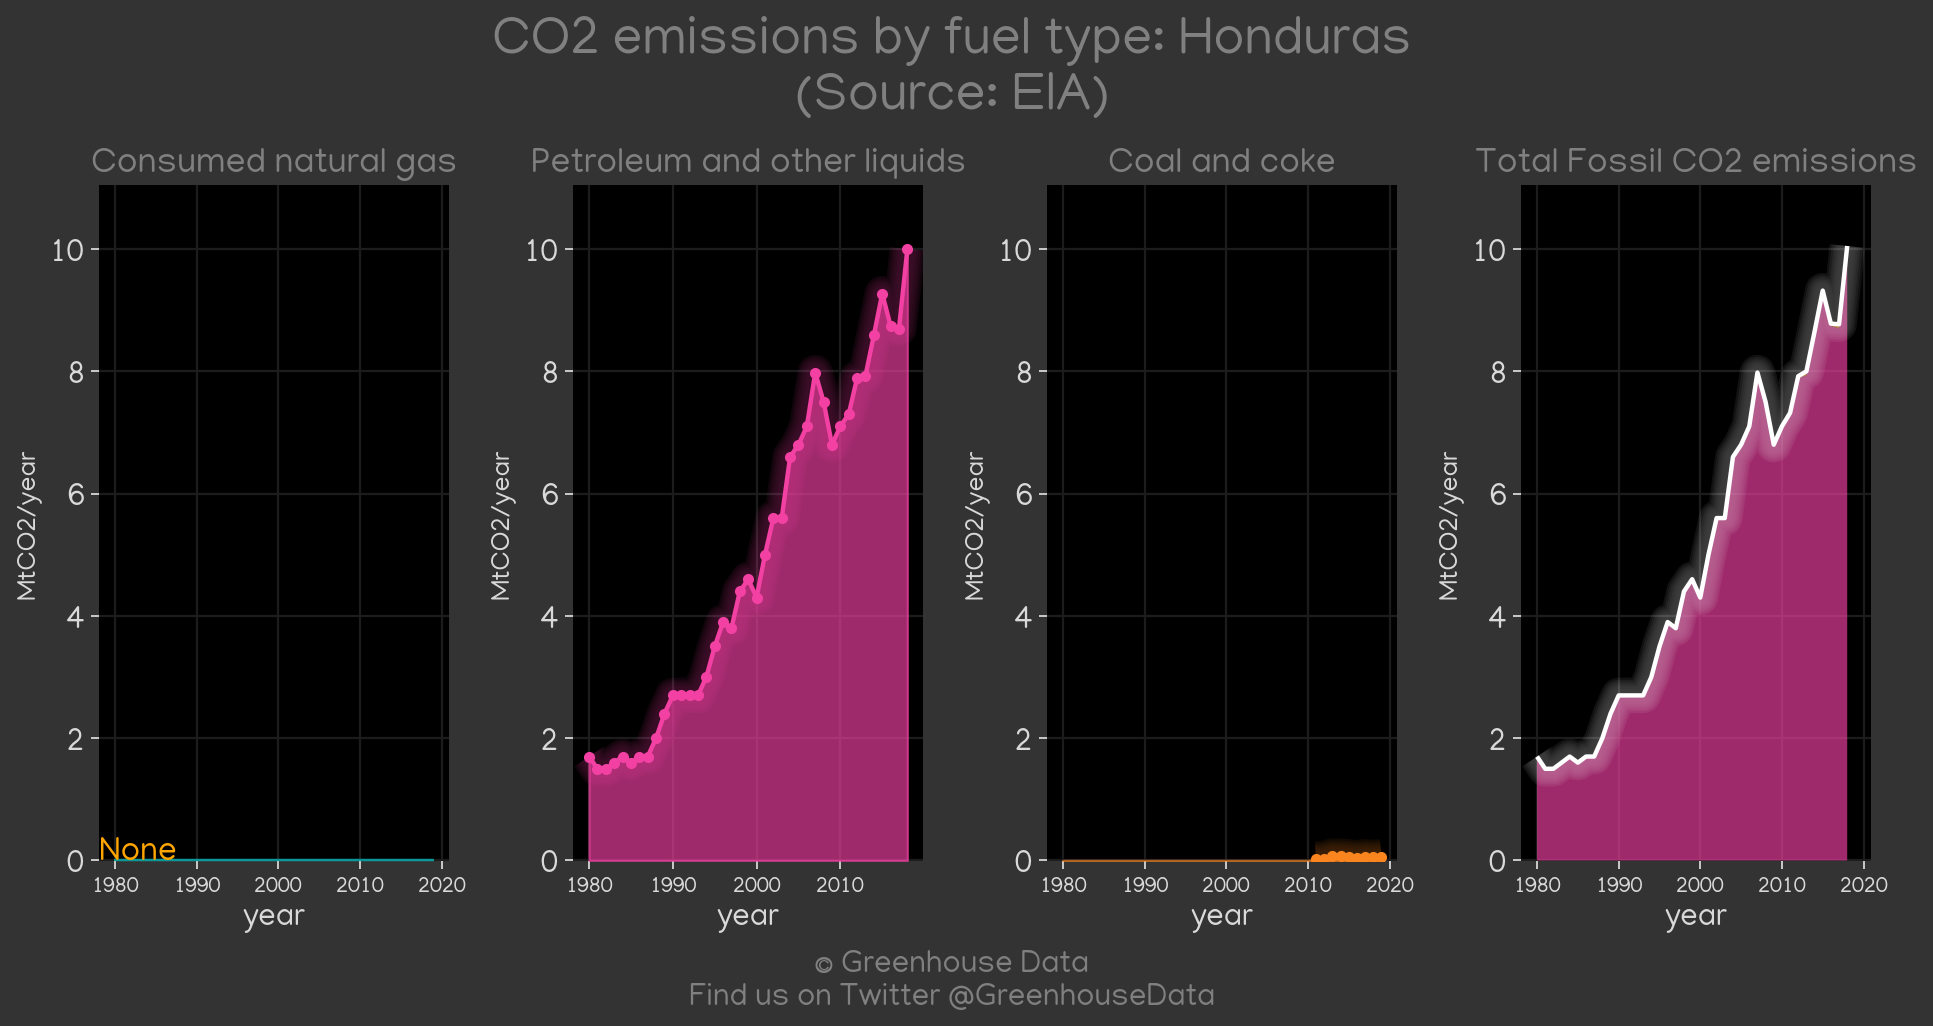 CO2 emissions by fuel type: Honduras
(Source: EIA)
Consumed natural gas
Petroleum and other liquids
Coal and coke
Total Fossil CO2 emissions
MtCO2/year
10
8
6
4
2
0
None
1980 1990 2000 2010 2020
year
MtCO2/year
10
8
6
4
2
0
1980 1990 2000 2010
year
MtCO2/year
10
8
6
4
2
0
1980 1990 2000 2010 2020
year
MtCO2/year
10
8
6
4
2
0
1980 1990 2000 2010 2020
year
© Greenhouse Data
Find us on Twitter @GreenhouseData